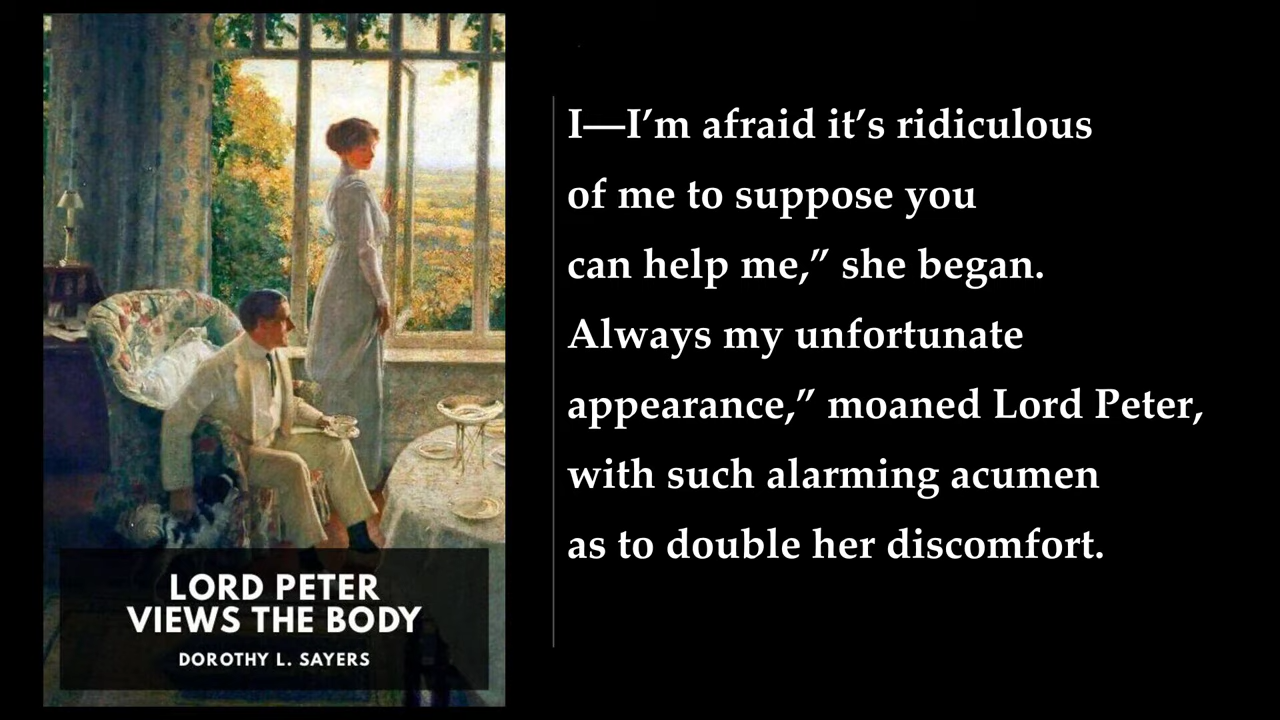 LORD PETER
VIEWS THE BODY
DOROTHY L. SAYERS
I—I’m afraid it’s ridiculous
of me to suppose you
can help me,” she began.
Always my unfortunate
appearance,” moaned Lord Peter,
with such alarming acumen
as to double her discomfort.